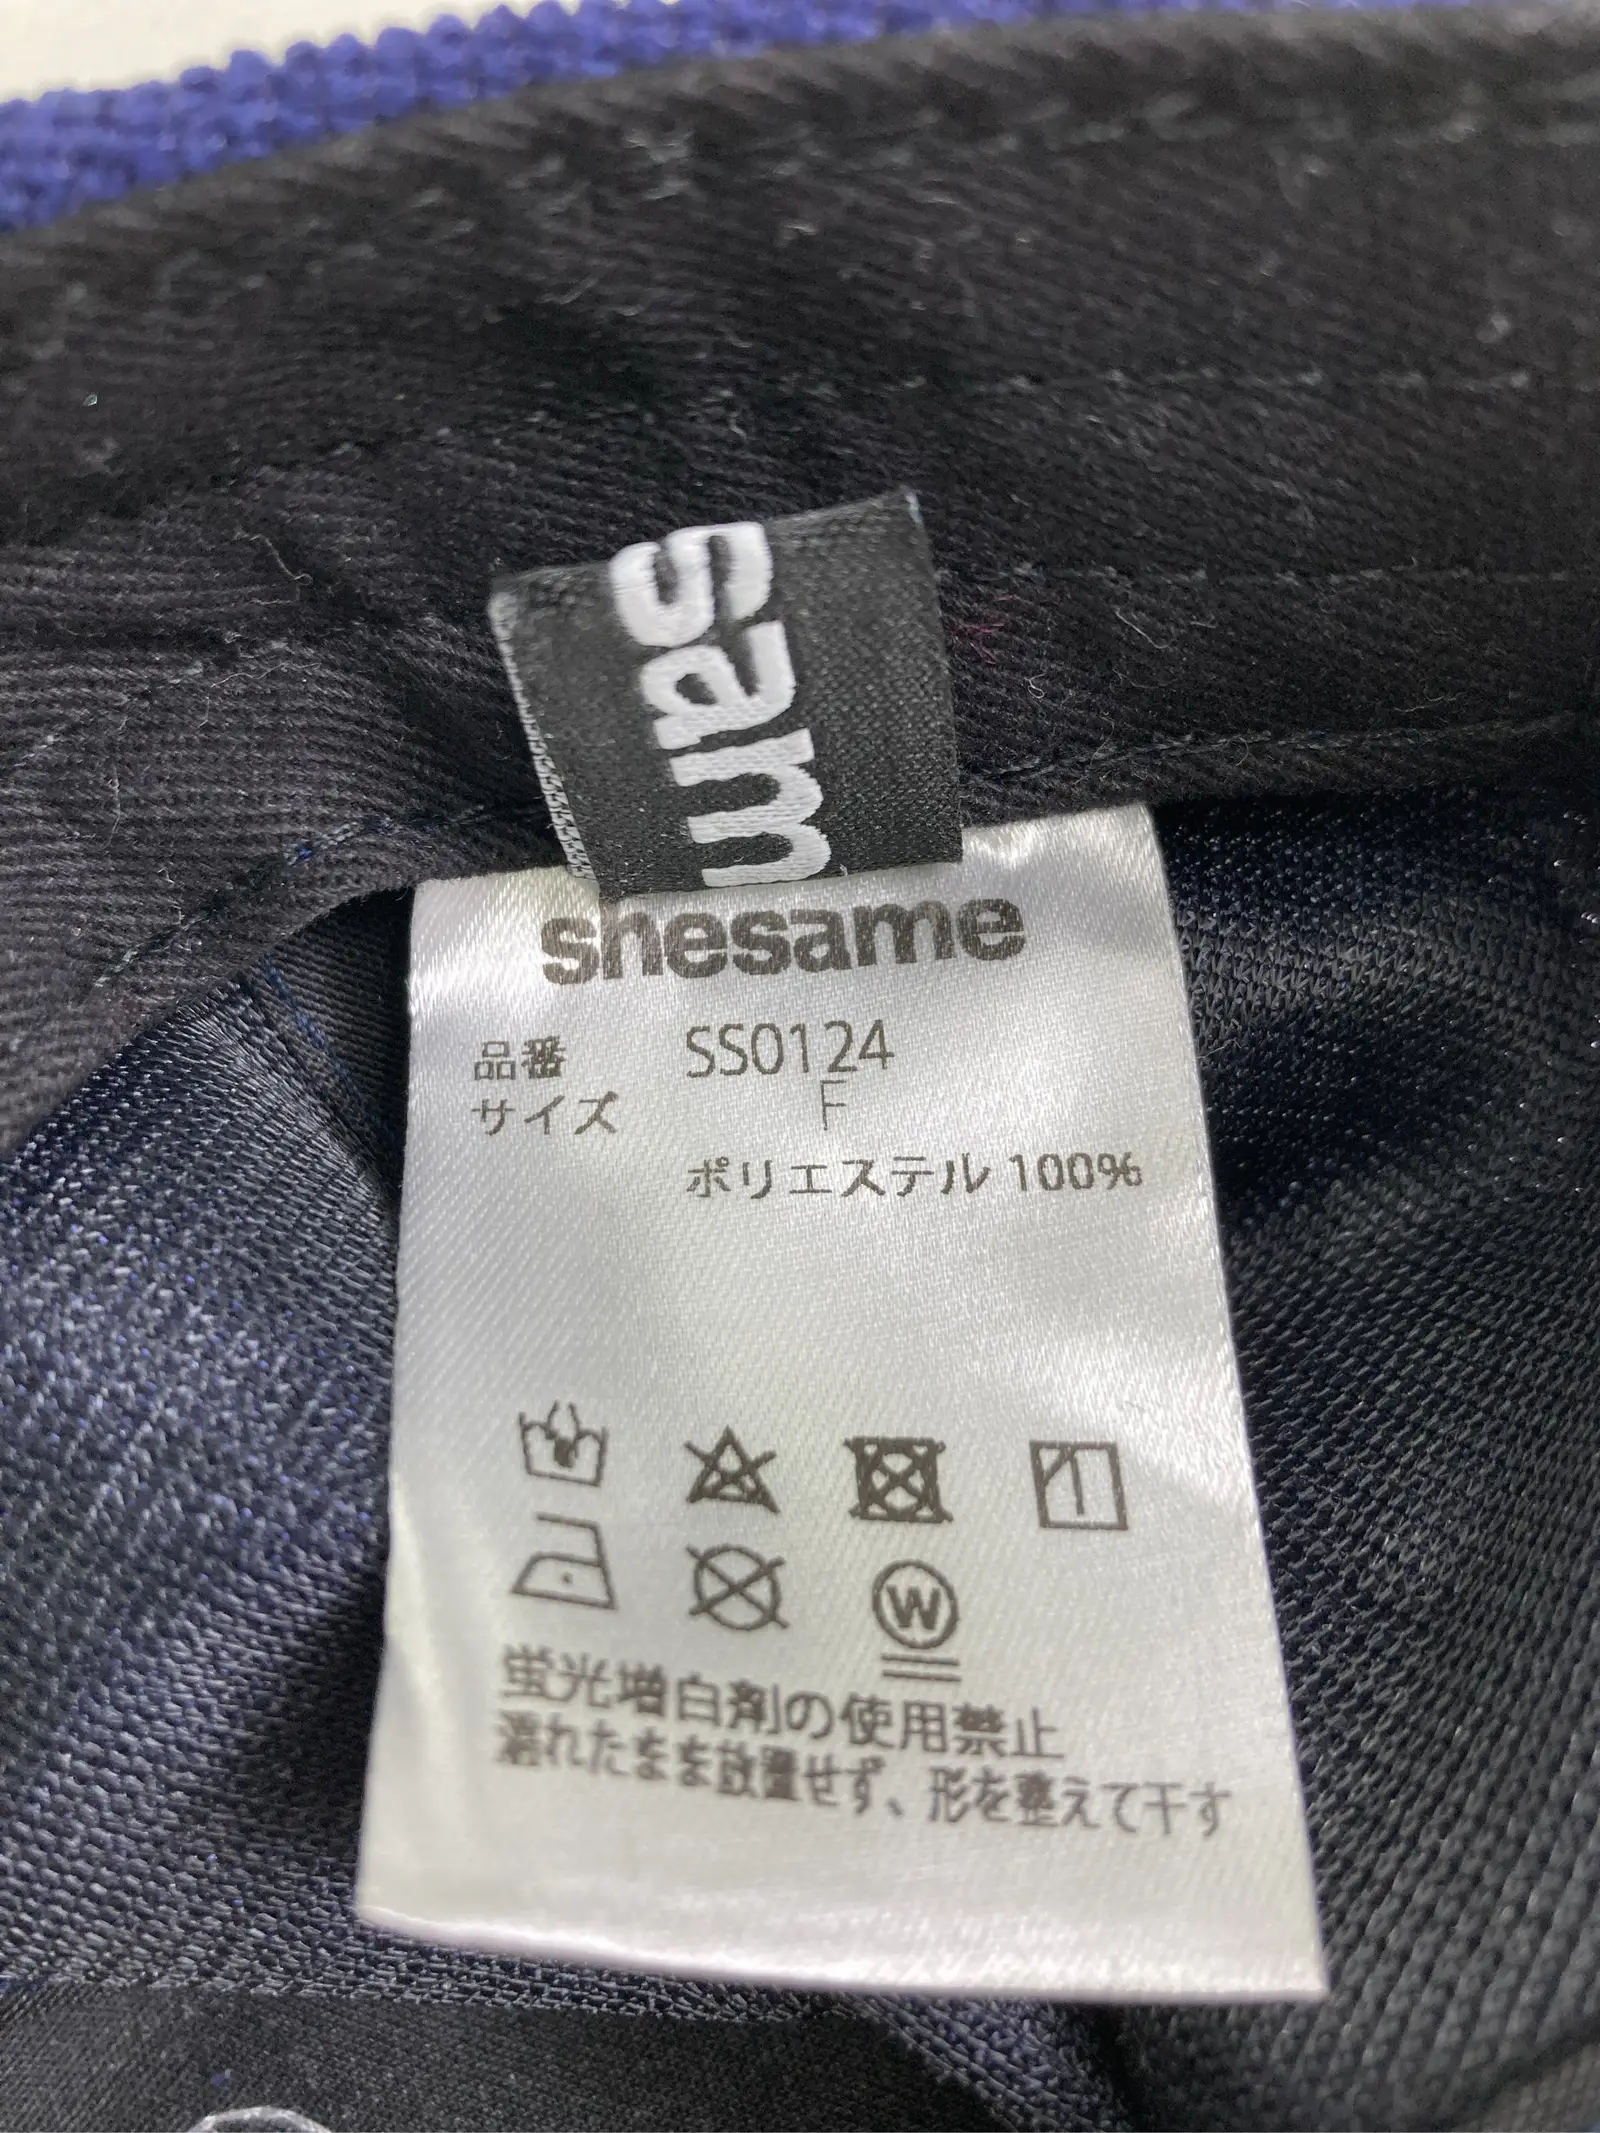 sam
shesame
品番 SS0124
サイズ F
ポリエステル 100%
W
蛍光増白剤の使用禁止
濡れたまま放置せず、形を整えて干す